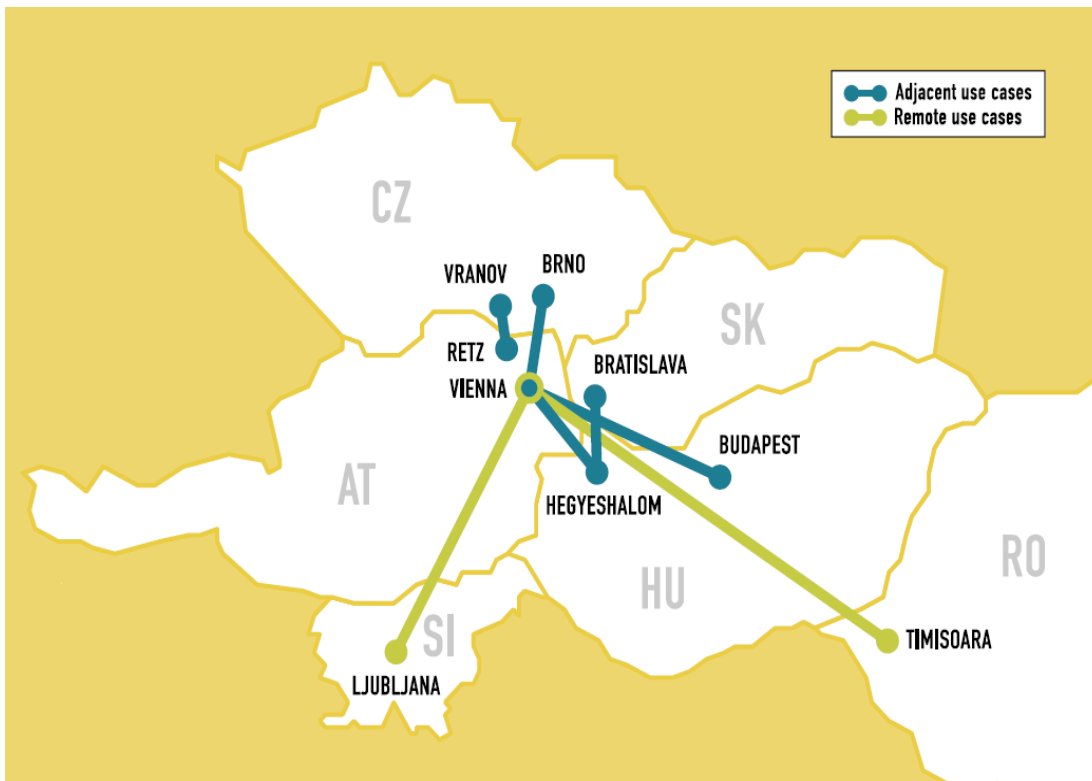 Adjacent use cases
Remote use cases
CZ
VRANOV
BRNO
SK
RETZ
BRATISLAVA
VIENNA
BUDAPEST
AT
HEGYESHALOM
RO
HU
SI
TIMISOARA
LJUBLJANA